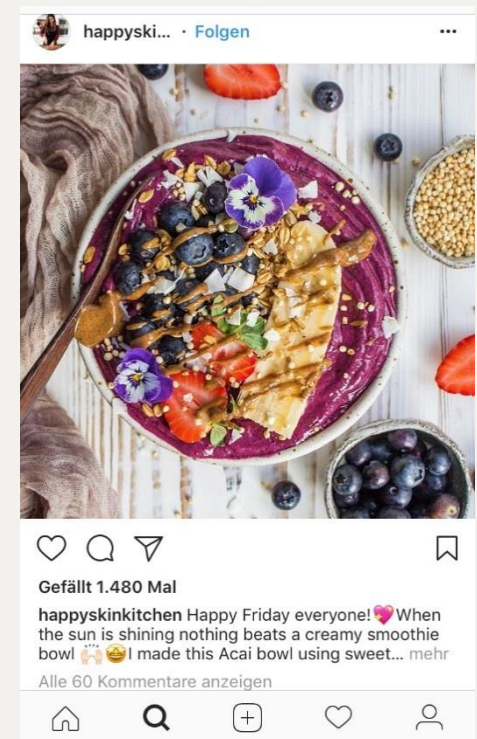 happyski... · Folgen
Gefällt 1.480 Mal
happyskinkitchen Happy Friday everyone!💖When
the sun is shining nothing beats a creamy smoothie
bowl 🙌🏻🤩I made this Acai bowl using sweet... mehr
Alle 60 Kommentare anzeigen